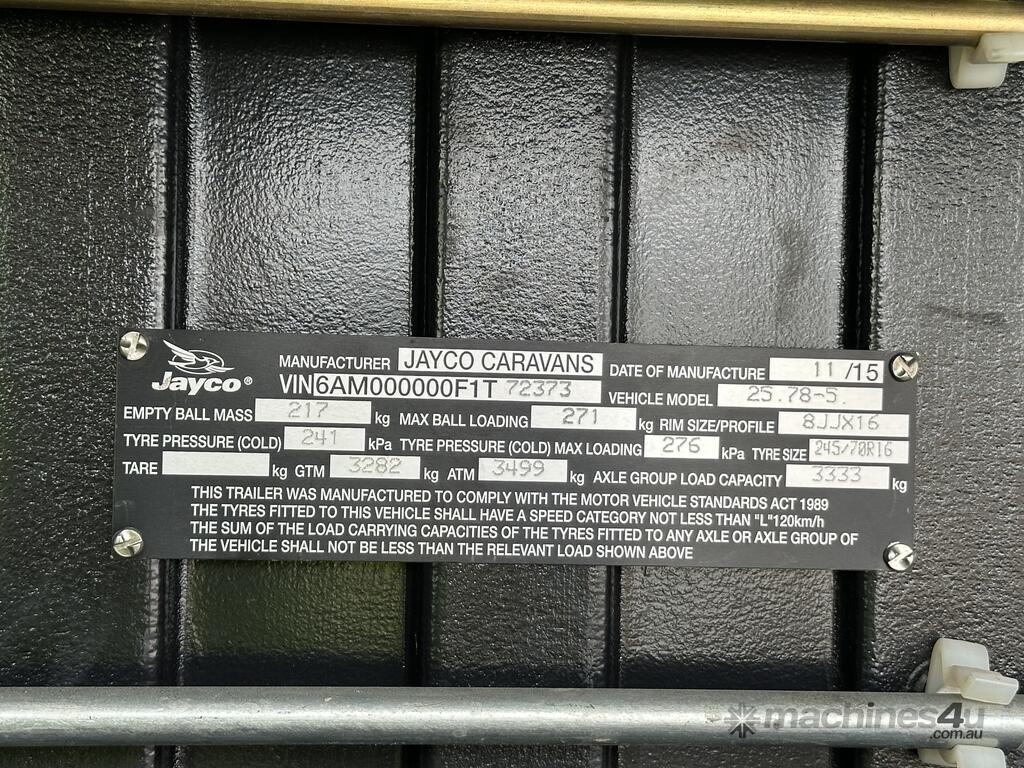 Jayco®
MANUFACTURER JAYCO CARAVANS DATE OF MANUFACTURE 11/15
VIN 6AM000000F1T 72373 VEHICLE MODEL 25.78-5.
EMPTY BALL MASS 217 kg MAX BALL LOADING 271 kg RIM SIZE/PROFILE 8JJX16
TYRE PRESSURE (COLD) 241 kPa TYRE PRESSURE (COLD) MAX LOADING 276 kPa TYRE SIZE 245/70R16
TARE kg GTM 3282 kg ATM 3499 kg AXLE GROUP LOAD CAPACITY 3333 kg
THIS TRAILER WAS MANUFACTURED TO COMPLY WITH THE MOTOR VEHICLE STANDARDS ACT 1989
THE TYRES FITTED TO THIS VEHICLE SHALL HAVE A SPEED CATEGORY NOT LESS THAN "L"120km/h
THE SUM OF THE LOAD CARRYING CAPACITIES OF THE TYRES FITTED TO ANY AXLE OR AXLE GROUP OF
THE VEHICLE SHALL NOT BE LESS THAN THE RELEVANT LOAD SHOWN ABOVE
machines4u
.com.au